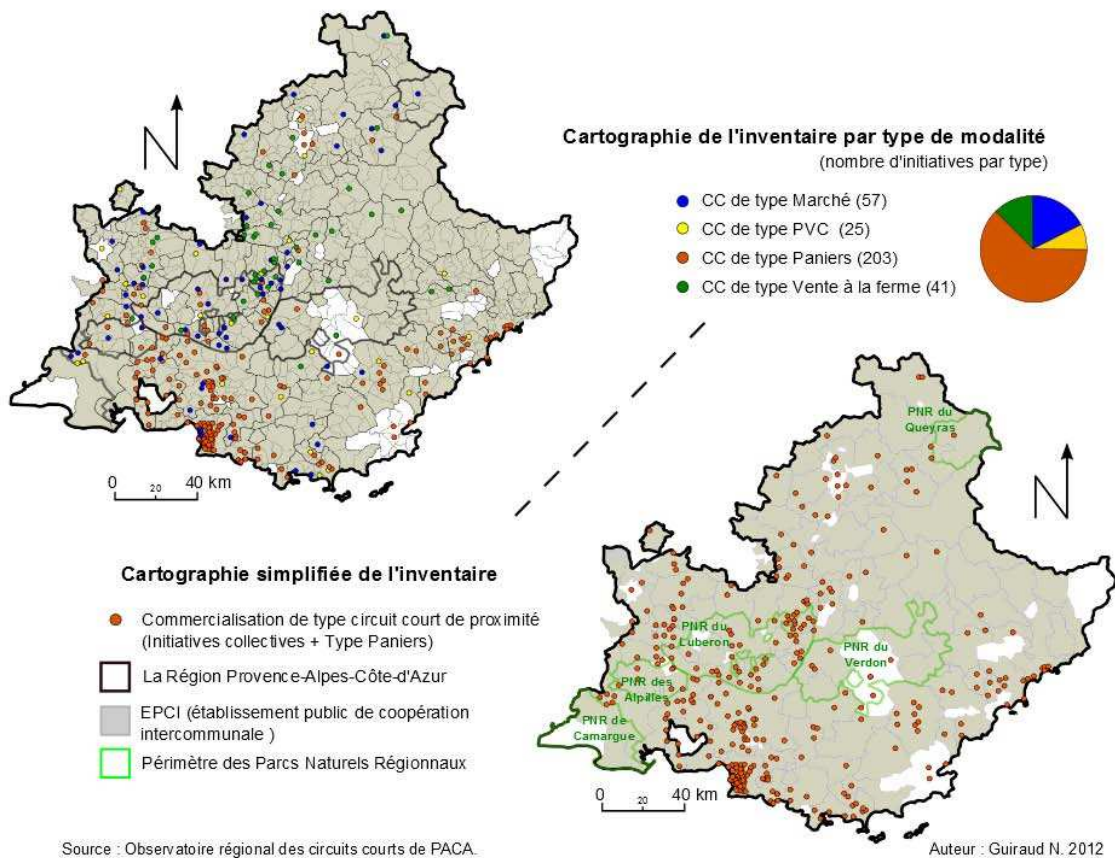 N
Cartographie de l'inventaire par type de modalité
(nombre d'initiatives par type)
CC de type Marché (57)
CC de type PVC (25)
CC de type Paniers (203)
CC de type Vente à la ferme (41)
0 20 40 km
Cartographie simplifiée de l'inventaire
Commercialisation de type circuit court de proximité
(Initiatives collectives + Type Paniers)
La Région Provence-Alpes-Côte-d'Azur
EPCI (établissement public de coopération
intercommunale )
Périmètre des Parcs Naturels Régionnaux
PNR du
Queyras
N
PNR du
Luberon
PNR du
Verdon
PNR des
Alpilles
PNR de
Camargue
0 20 40 km
Source : Observatoire régional des circuits courts de PACA.
Auteur : Guiraud N. 2012